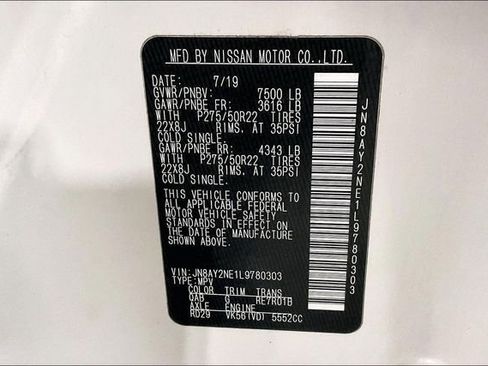 MFD BY NISSAN MOTOR CO.,LTD.
DATE: 7/19
GVWR/PNBV: 7500 LB
GAWR/PNBE FR: 3616 LB
WITH P275/50R22 TIRES
22X8J RIMS, AT 35PSI
COLD SINGLE.
GAWR/PNBE RR: 4343 LB
WITH P275/50R22 TIRES
22X8J RIMS, AT 35PSI
COLD SINGLE.
THIS VEHICLE CONFORMS TO
ALL APPLICABLE FEDERAL
MOTOR VEHICLE SAFETY
STANDARDS IN EFFECT ON
THE DATE OF MANUFACTURE
SHOWN ABOVE.
VIN: JN8AY2NE1L9780303
TYPE: MPV
COLOR TRIM TRANS
QAB G RE7R01B
AXLE ENGINE
RD29 VK56(VD) 5552CC
JN8AY2NE1L9780303